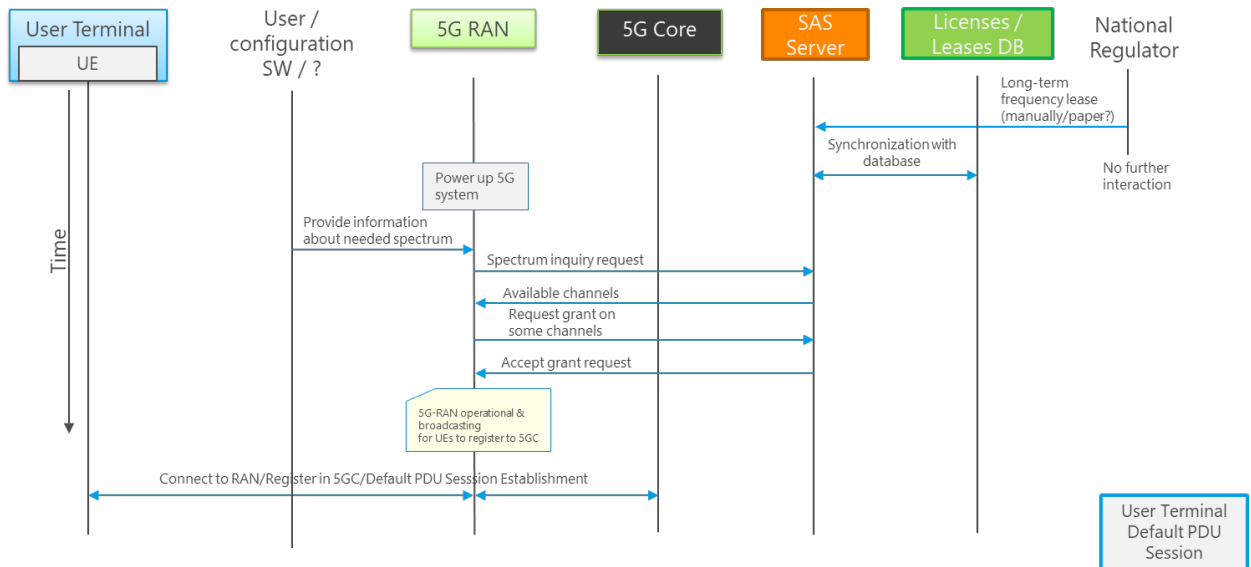 User Terminal
UE
User /
configuration
SW / ?
5G RAN
5G Core
SAS
Server
Licenses /
Leases DB
National
Regulator
Long-term
frequency lease
(manually/paper?)
Synchronization with
database
No further
interaction
Power up 5G
system
Provide information
about needed spectrum
Time
Spectrum inquiry request
Available channels
Request grant on
some channels
Accept grant request
5G-RAN operational &
broadcasting
for UEs to register to 5GC
Connect to RAN/Register in 5GC/Default PDU Sesssion Establishment
User Terminal
Default PDU
Session